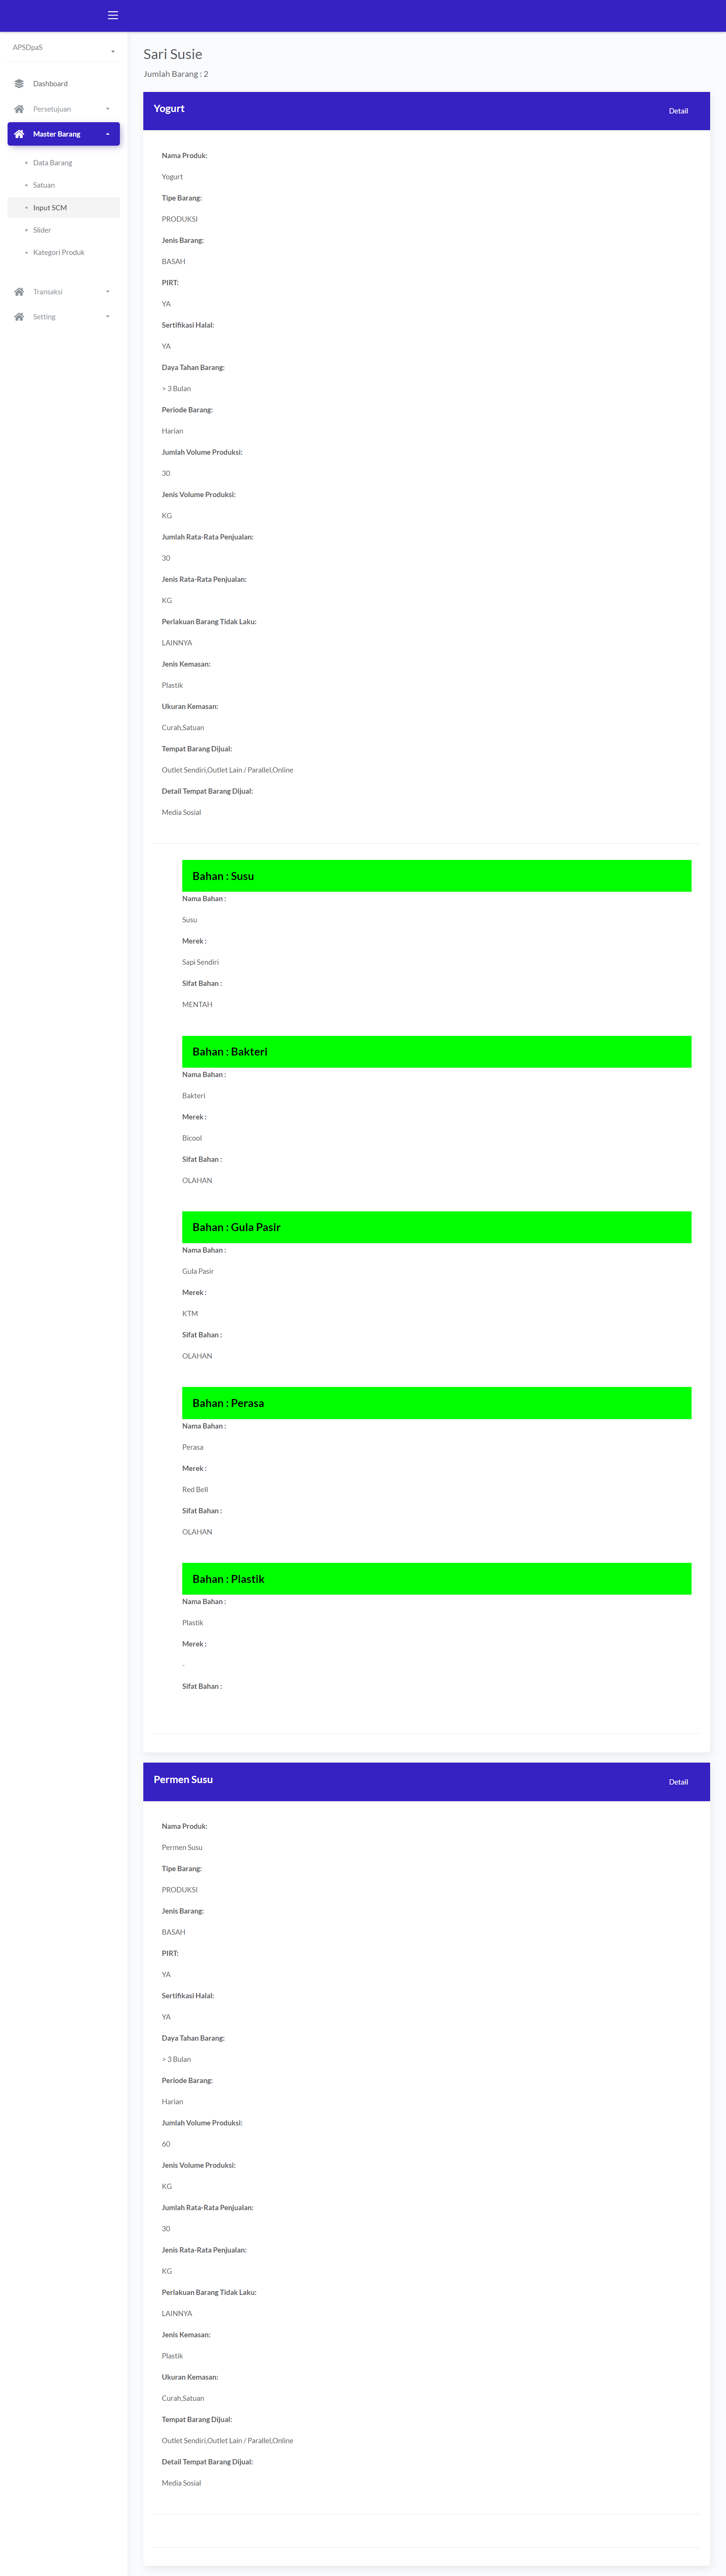 APSDpaS
Dashboard
Persetujuan
Master Barang
Data Barang
Satuan
Input SCM
Slider
Kategori Produk
Transaksi
Setting
Sari Susie
Jumlah Barang : 2
Yogurt
Detail
Nama Produk:
Yogurt
Tipe Barang:
PRODUKSI
Jenis Barang:
BASAH
PIRT:
YA
Sertifikasi Halal:
YA
Daya Tahan Barang:
> 3 Bulan
Periode Barang:
Harian
Jumlah Volume Produksi:
30
Jenis Volume Produksi:
KG
Jumlah Rata-Rata Penjualan:
30
Jenis Rata-Rata Penjualan:
KG
Perlakuan Barang Tidak Laku:
LAINNYA
Jenis Kemasan:
Plastik
Ukuran Kemasan:
Curah,Satuan
Tempat Barang Dijual:
Outlet Sendiri,Outlet Lain / Parallel,Online
Detail Tempat Barang Dijual:
Media Sosial
Bahan : Susu
Nama Bahan :
Susu
Merek :
Sapi Sendiri
Sifat Bahan :
MENTAH
Bahan : Bakteri
Nama Bahan :
Bakteri
Merek :
Bicool
Sifat Bahan :
OLAHAN
Bahan : Gula Pasir
Nama Bahan :
Gula Pasir
Merek :
KTM
Sifat Bahan :
OLAHAN
Bahan : Perasa
Nama Bahan :
Perasa
Merek :
Red Bell
Sifat Bahan :
OLAHAN
Bahan : Plastik
Nama Bahan :
Plastik
Merek :
-
Sifat Bahan :
Permen Susu
Detail
Nama Produk:
Permen Susu
Tipe Barang:
PRODUKSI
Jenis Barang:
BASAH
PIRT:
YA
Sertifikasi Halal:
YA
Daya Tahan Barang:
> 3 Bulan
Periode Barang:
Harian
Jumlah Volume Produksi:
60
Jenis Volume Produksi:
KG
Jumlah Rata-Rata Penjualan:
30
Jenis Rata-Rata Penjualan:
KG
Perlakuan Barang Tidak Laku:
LAINNYA
Jenis Kemasan:
Plastik
Ukuran Kemasan:
Curah,Satuan
Tempat Barang Dijual:
Outlet Sendiri,Outlet Lain / Parallel,Online
Detail Tempat Barang Dijual:
Media Sosial